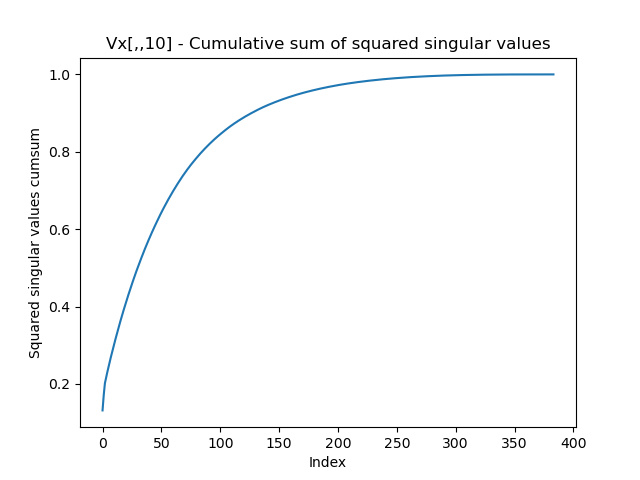 Vx[,,10] - Cumulative sum of squared singular values
1.0
0.8
0.6
0.4
0.2
Squared singular values cumsum
0 50 100 150 200 250 300 350 400
Index